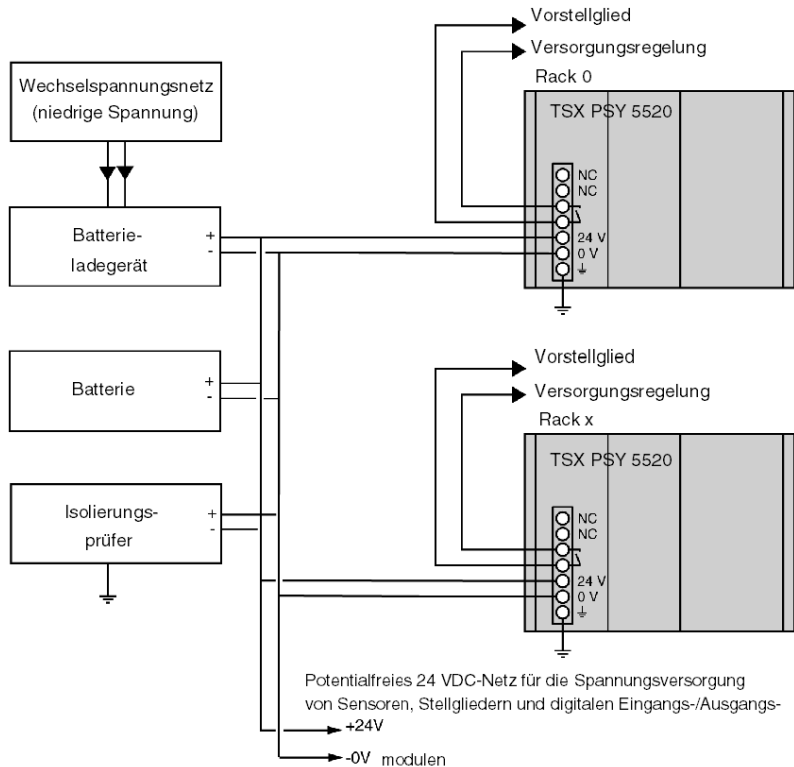 Vorstellglied
Versorgungsregelung
Rack 0
Wechselspannungsnetz
(niedrige Spannung)
TSX PSY 5520
NC
NC
24 V
0 V
Batterie-
ladegerät
+
-
Batterie
+
-
Vorstellglied
Versorgungsregelung
Rack x
TSX PSY 5520
NC
NC
24 V
0 V
Isolierungs-
prüfer
+
-
Potentialfreies 24 VDC-Netz für die Spannungsversorgung
von Sensoren, Stellgliedern und digitalen Eingangs-/Ausgangs-
+24V
-0V modulen